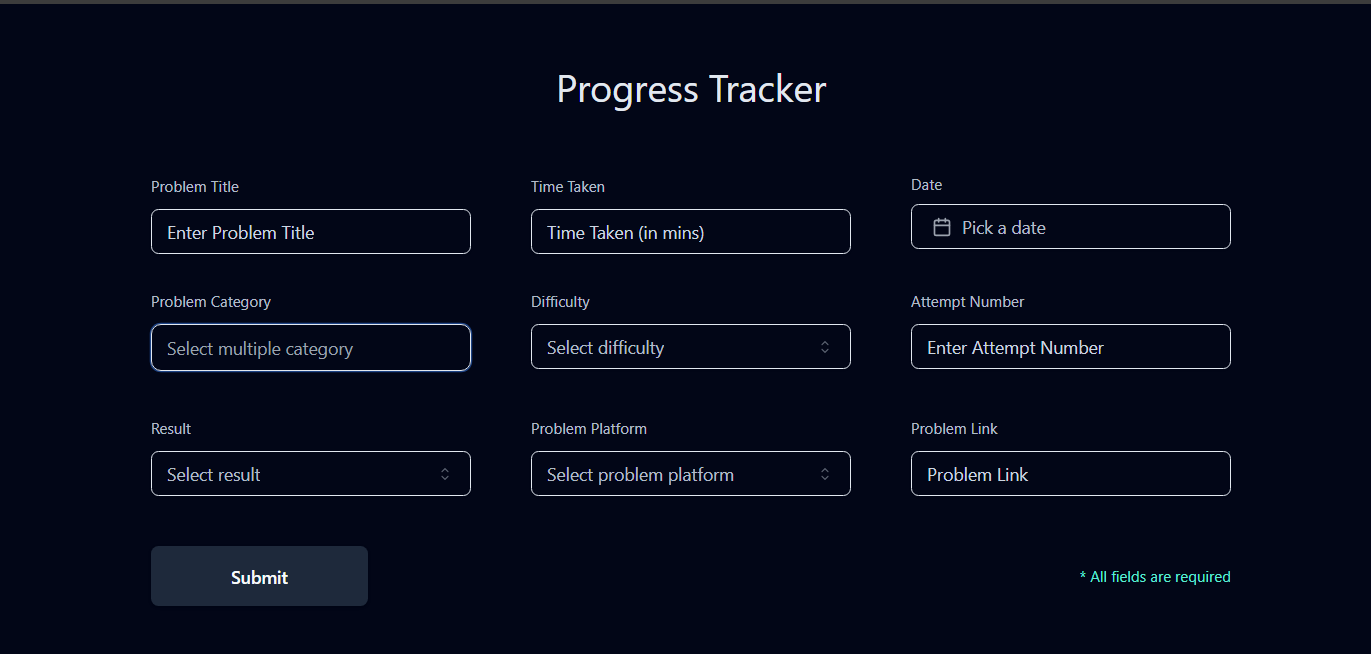 Progress Tracker
Problem Title
Time Taken
Date
Enter Problem Title
Time Taken (in mins)
Pick a date
Problem Category
Difficulty
Attempt Number
Select multiple category
Select difficulty
Enter Attempt Number
Result
Problem Platform
Problem Link
Select result
Select problem platform
Problem Link
Submit
* All fields are required